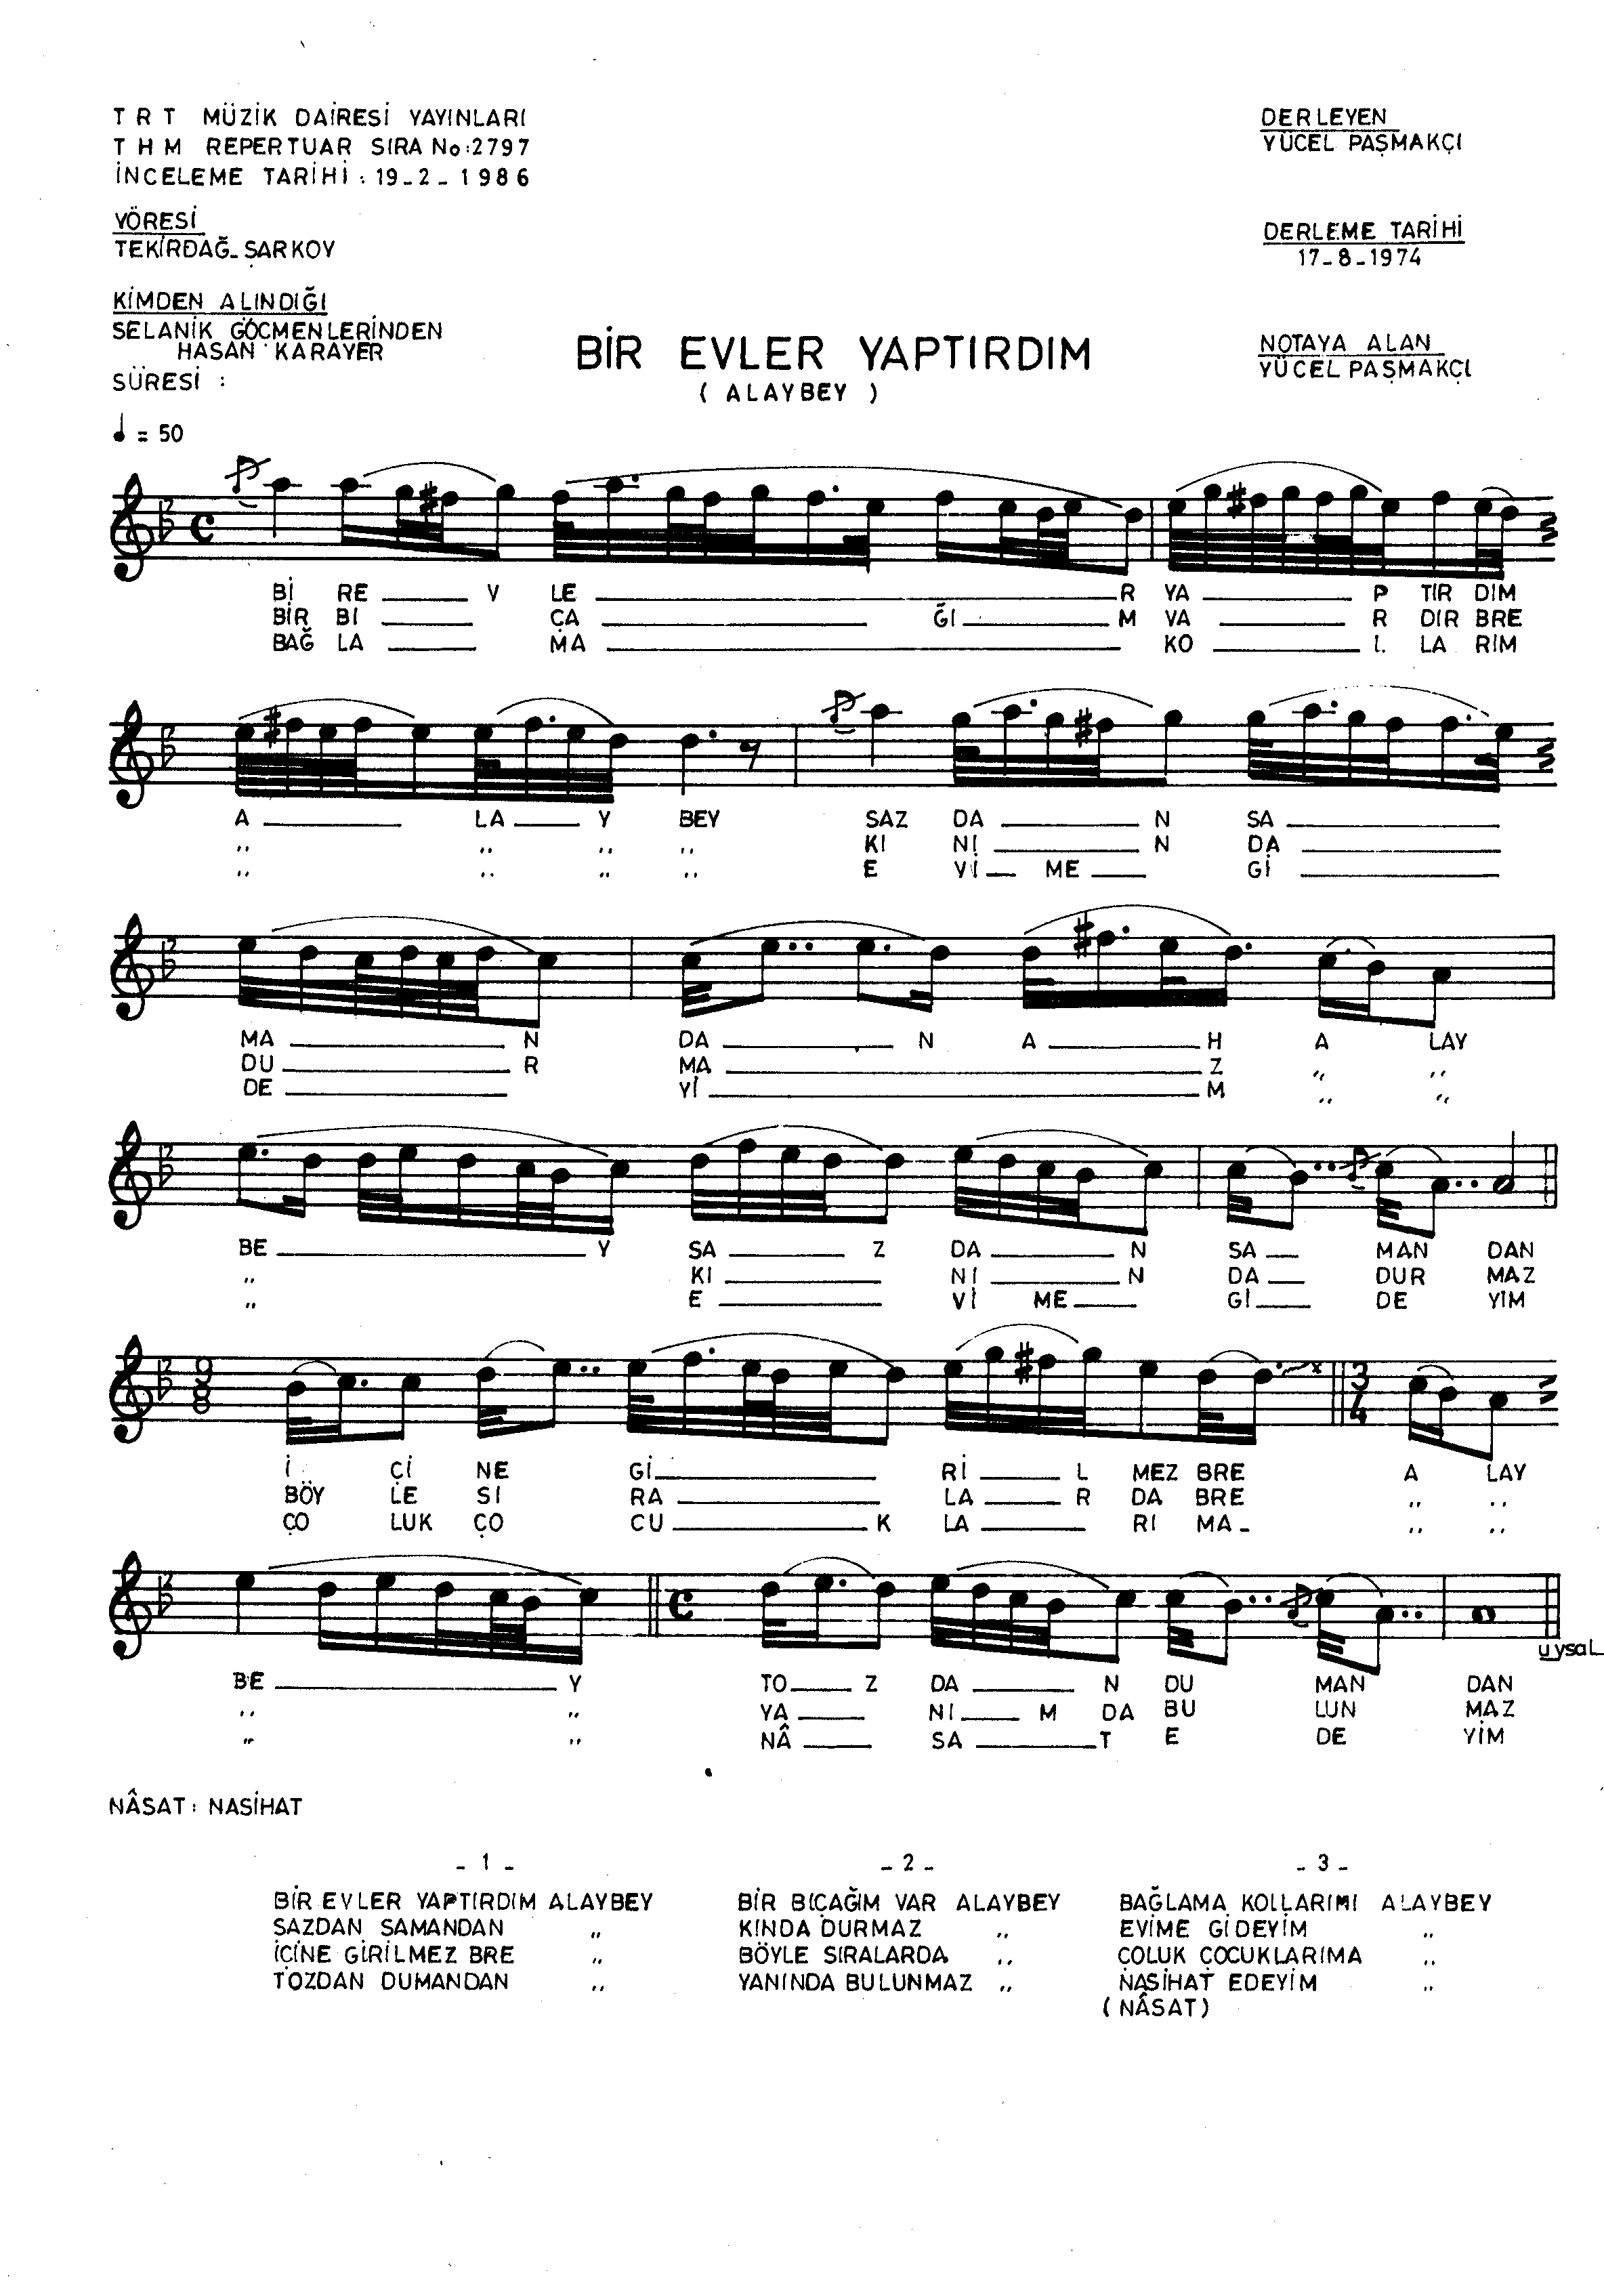 TRT MÜZİK DAİRESİ YAYINLARI
THM REPERTUAR SIRA No:2797
İNCELEME TARİHİ : 19-2-1986
DERLEYEN
YÜCEL PAŞMAKÇI
YÖRESİ
TEKİRDAĞ-ŞARKOY
DERLEME TARİHİ
17-8-1974
KİMDEN ALINDIĞI
SELANİK GÖÇMENLERİNDEN
HASAN KARAYER
SÜRESİ :
BİR EVLER YAPTIRDIM
( ALAYBEY )
NOTAYA ALAN
YÜCEL PAŞMAKÇI
= 50
Bİ RE V LE R YA P TIR DIM
BİR BI ÇA ĞI M VA R DIR BRE
BAĞ LA MA KO L LA RIM
A LA Y BEY SAZ DA N SA
,, ,, ,, ,, KI NI N DA
,, ,, ,, ,, E Vİ ME Gİ
MA N DA N A H A LAY
DU R MA Z ,, ,,
DE Yİ M ,, ,,
BE Y SA Z DA N SA MAN DAN
,, KI NI N DA DUR MAZ
,, E Vİ ME Gİ DE YİM
9 8
3 4
İ Çİ NE Gİ Rİ L MEZ BRE A LAY
BÖY LE SI RA LA R DA BRE ,, ,,
ÇO LUK ÇO CU K LA RI MA ,, ,,
uysal
BE Y TO Z DA N DU MAN DAN
,, ,, YA NI M DA BU LUN MAZ
,, ,, NÂ SA T E DE YİM
NÂSAT : NASİHAT
- 1 -
BİR EVLER YAPTIRDIM ALAYBEY
SAZDAN SAMANDAN ,,
İÇİNE GİRİLMEZ BRE ,,
TOZDAN DUMANDAN ,,
- 2 -
BİR BIÇAĞIM VAR ALAYBEY
KINDA DURMAZ ,,
BÖYLE SIRALARDA ,,
YANINDA BULUNMAZ ,,
- 3 -
BAĞLAMA KOLLARIMI ALAYBEY
EVİME GİDEYİM ,,
ÇOLUK ÇOCUKLARIMA ,,
NASİHAT EDEYİM ,,
(NÂSAT)